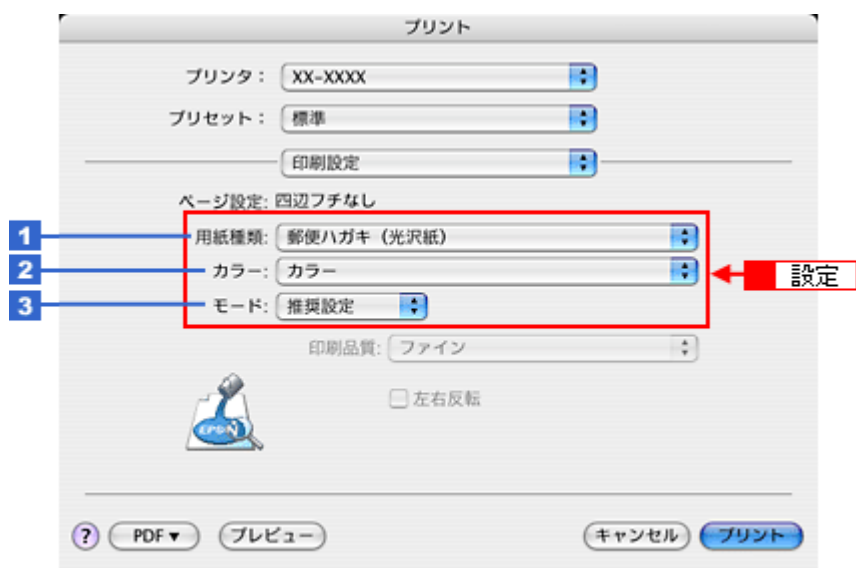 プリント
プリンタ： XX-XXXX
プリセット： 標準
印刷設定
ページ設定: 四辺フチなし
1 用紙種類: 郵便ハガキ（光沢紙）
2 カラー: カラー
設定
3 モード: 推奨設定
印刷品質: ファイン
左右反転
EPSON
? PDF▼ プレビュー キャンセル プリント